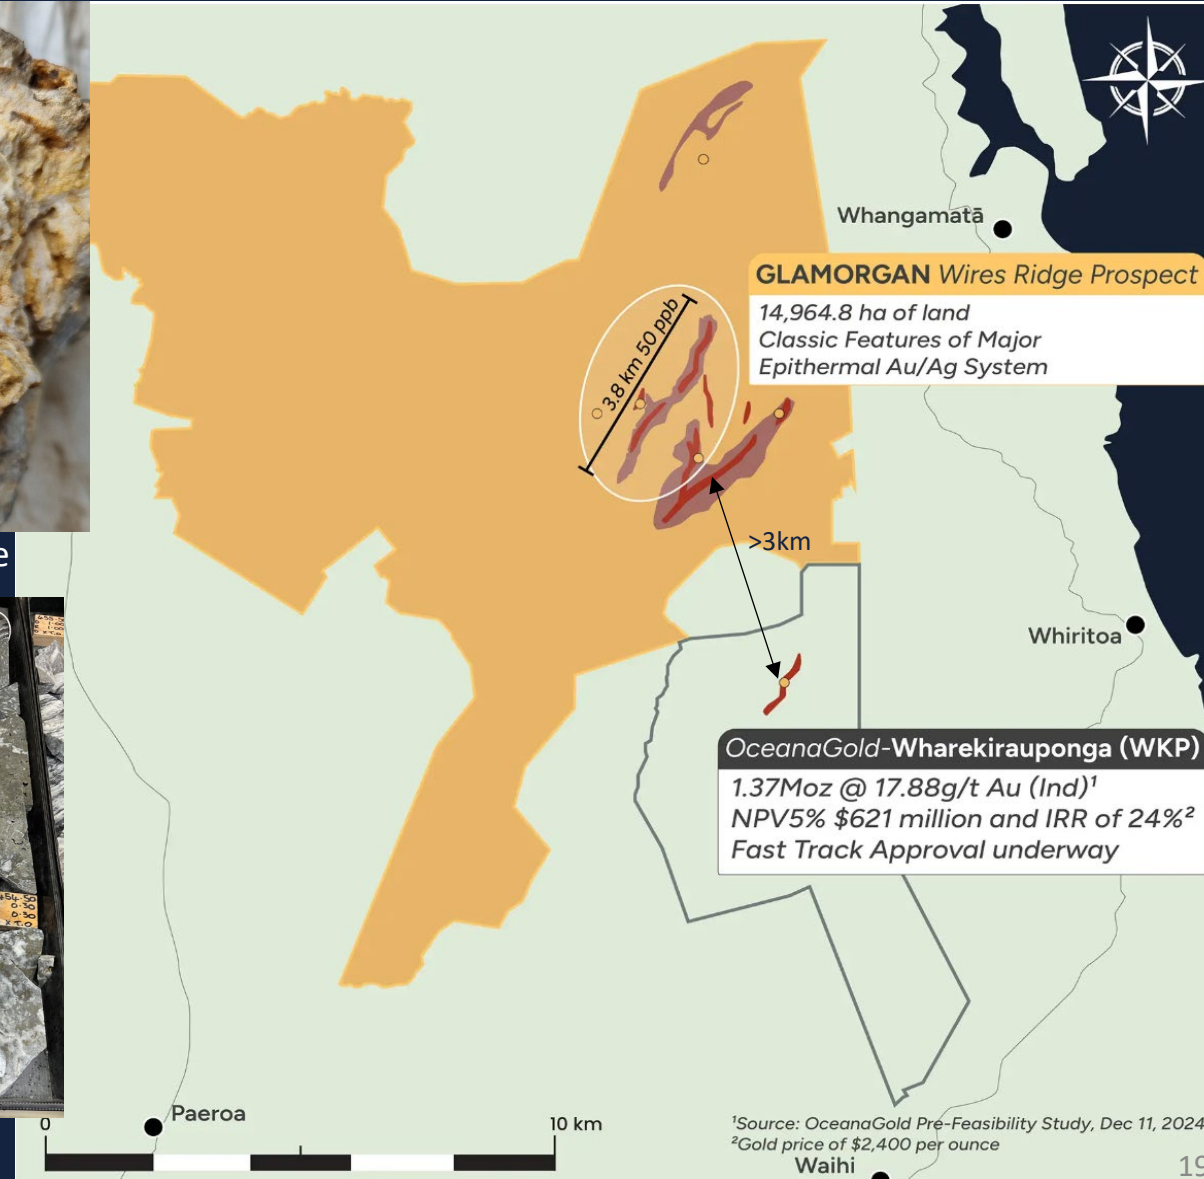 Whangamatā
GLAMORGAN Wires Ridge Prospect
14,964.8 ha of land
Classic Features of Major
Epithermal Au/Ag System
3.8 km 50 ppb
>3km
e
Whiritoa
OceanaGold-Wharekirauponga (WKP)
1.37Moz @ 17.88g/t Au (Ind)¹
NPV5% $621 million and IRR of 24%²
Fast Track Approval underway
Paeroa
0
10 km
¹Source: OceanaGold Pre-Feasibility Study, Dec 11, 2024
²Gold price of $2,400 per ounce
Waihi
19